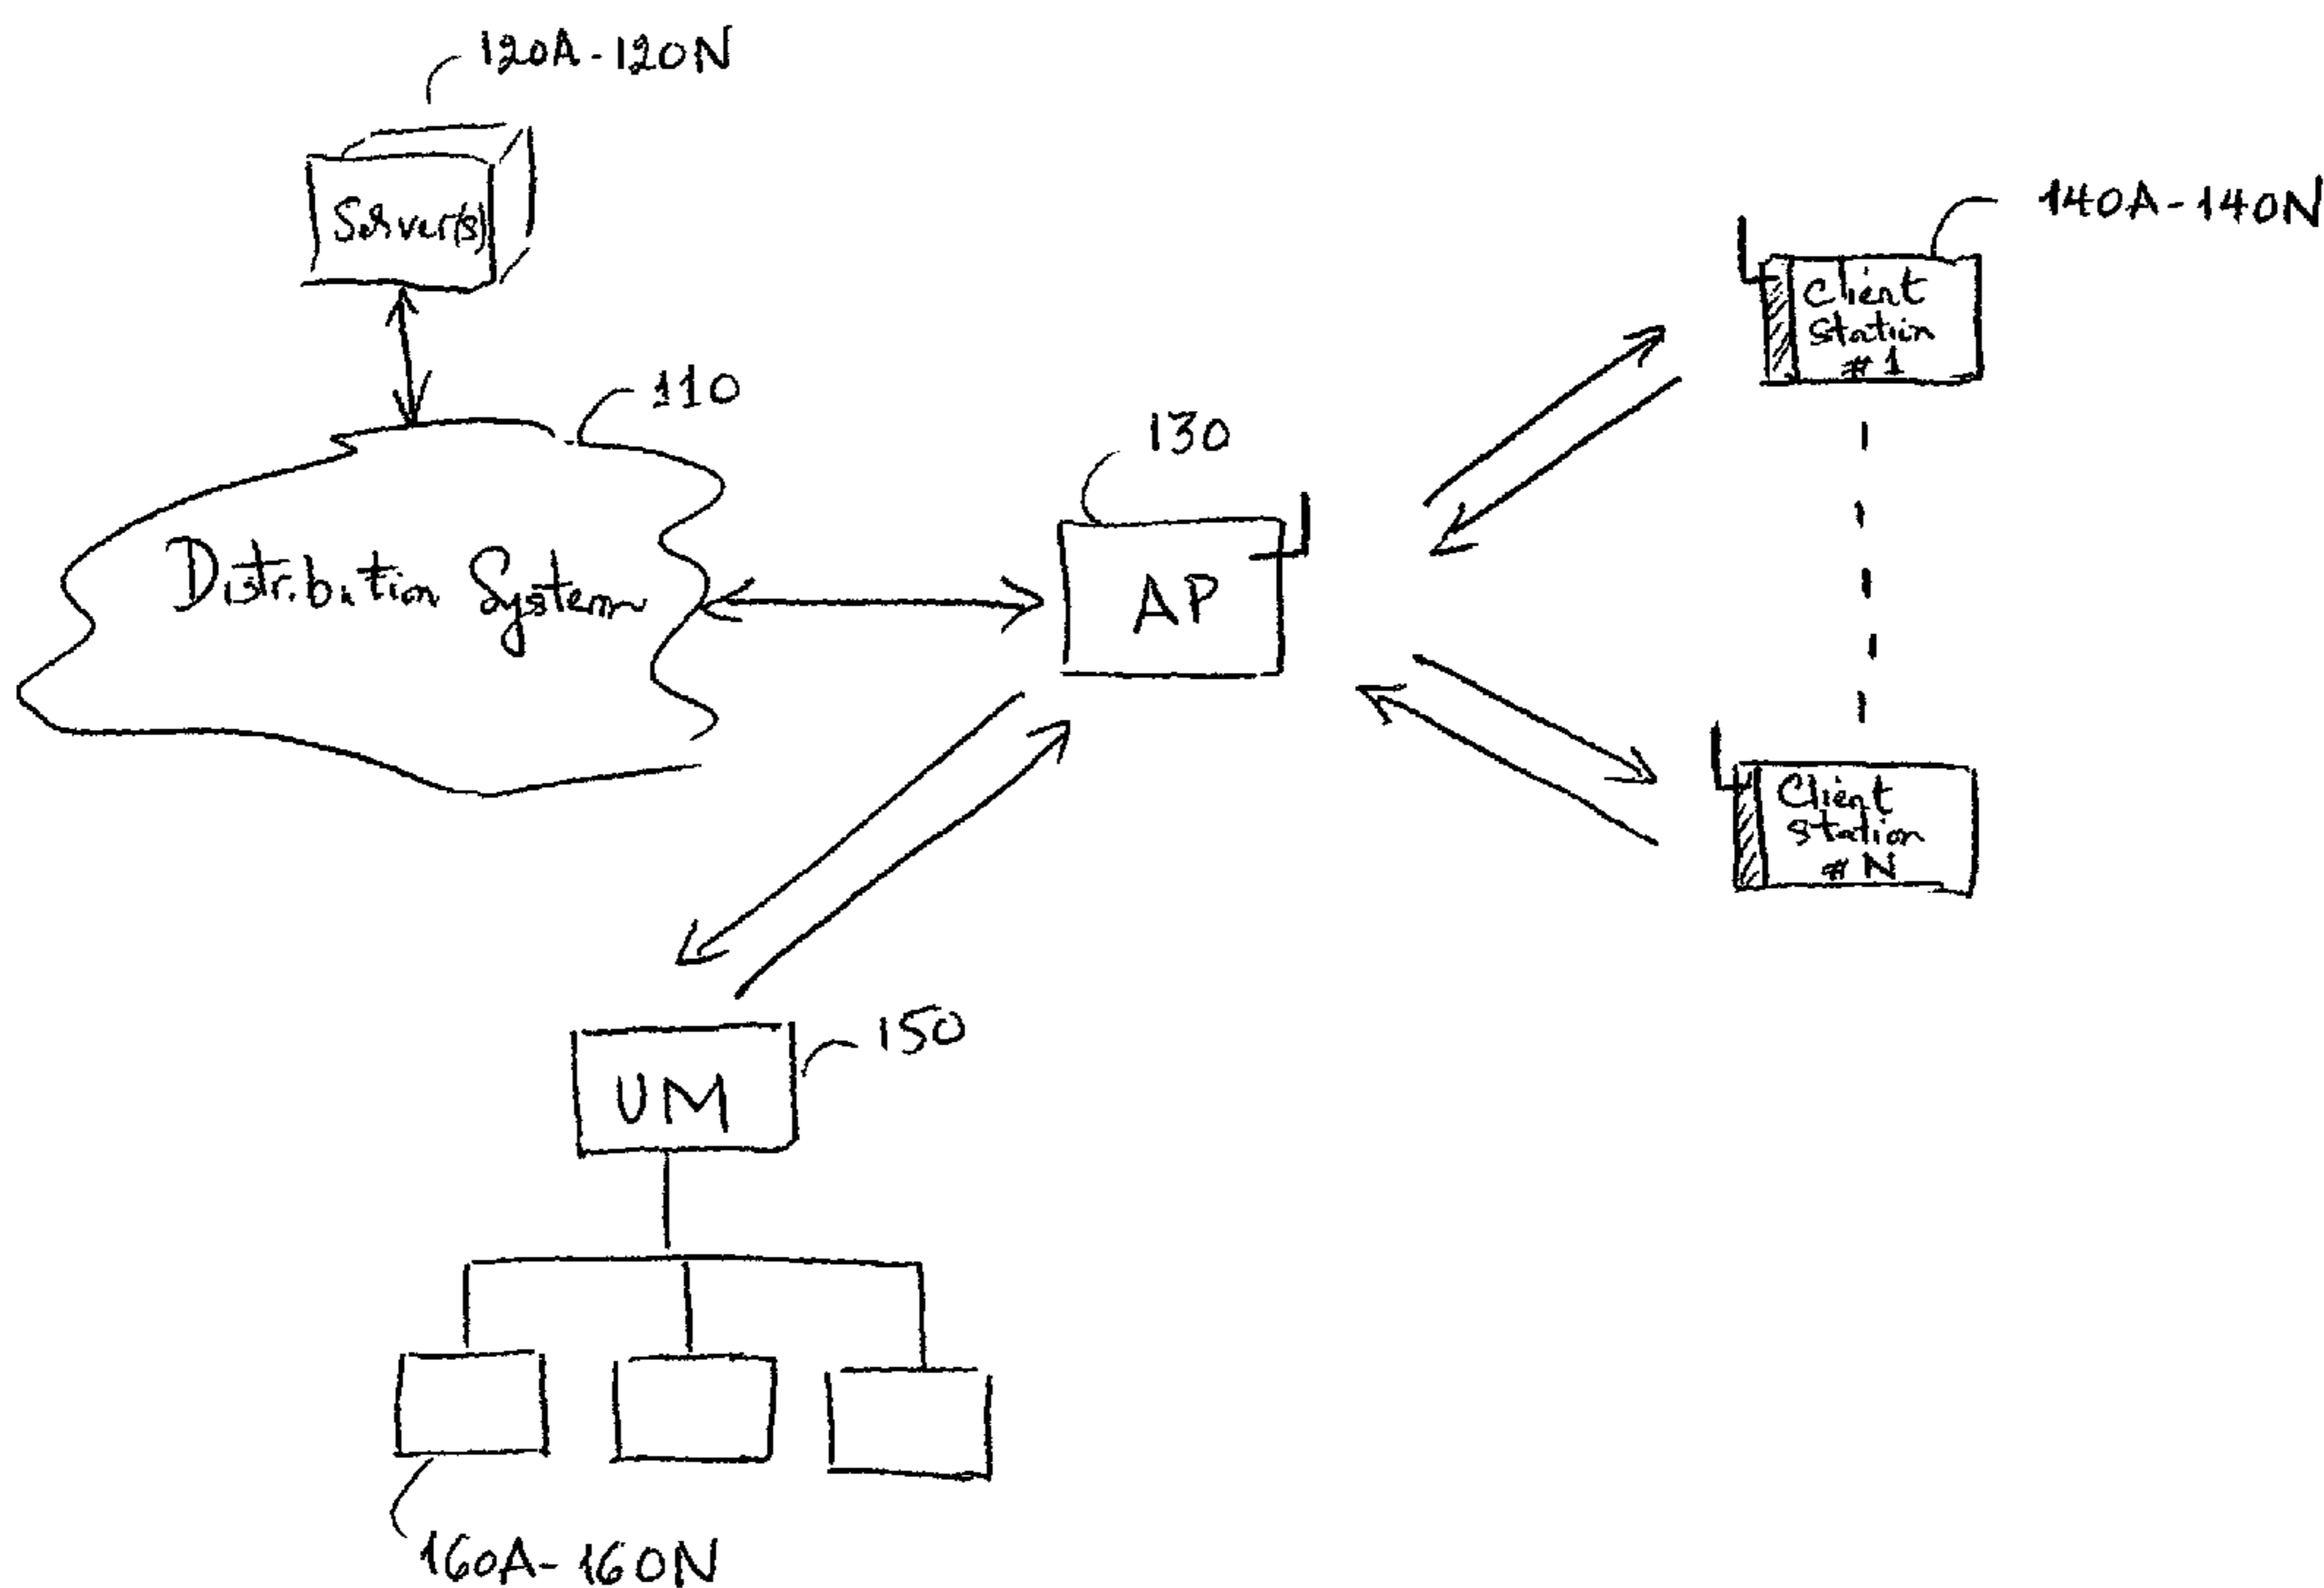 120A-120N
Server(s)
140A-140N
Client
Station
#1
110
130
Distribution System
AP
Client
Station
#N
150
UM
160A-160N